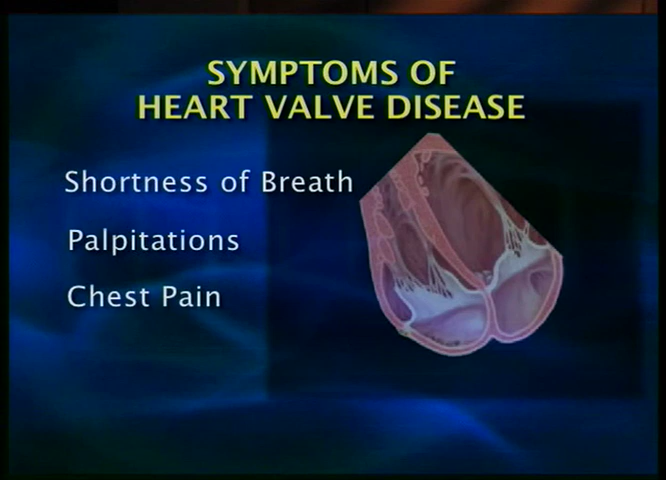 SYMPTOMS OF
HEART VALVE DISEASE
Shortness of Breath
Palpitations
Chest Pain